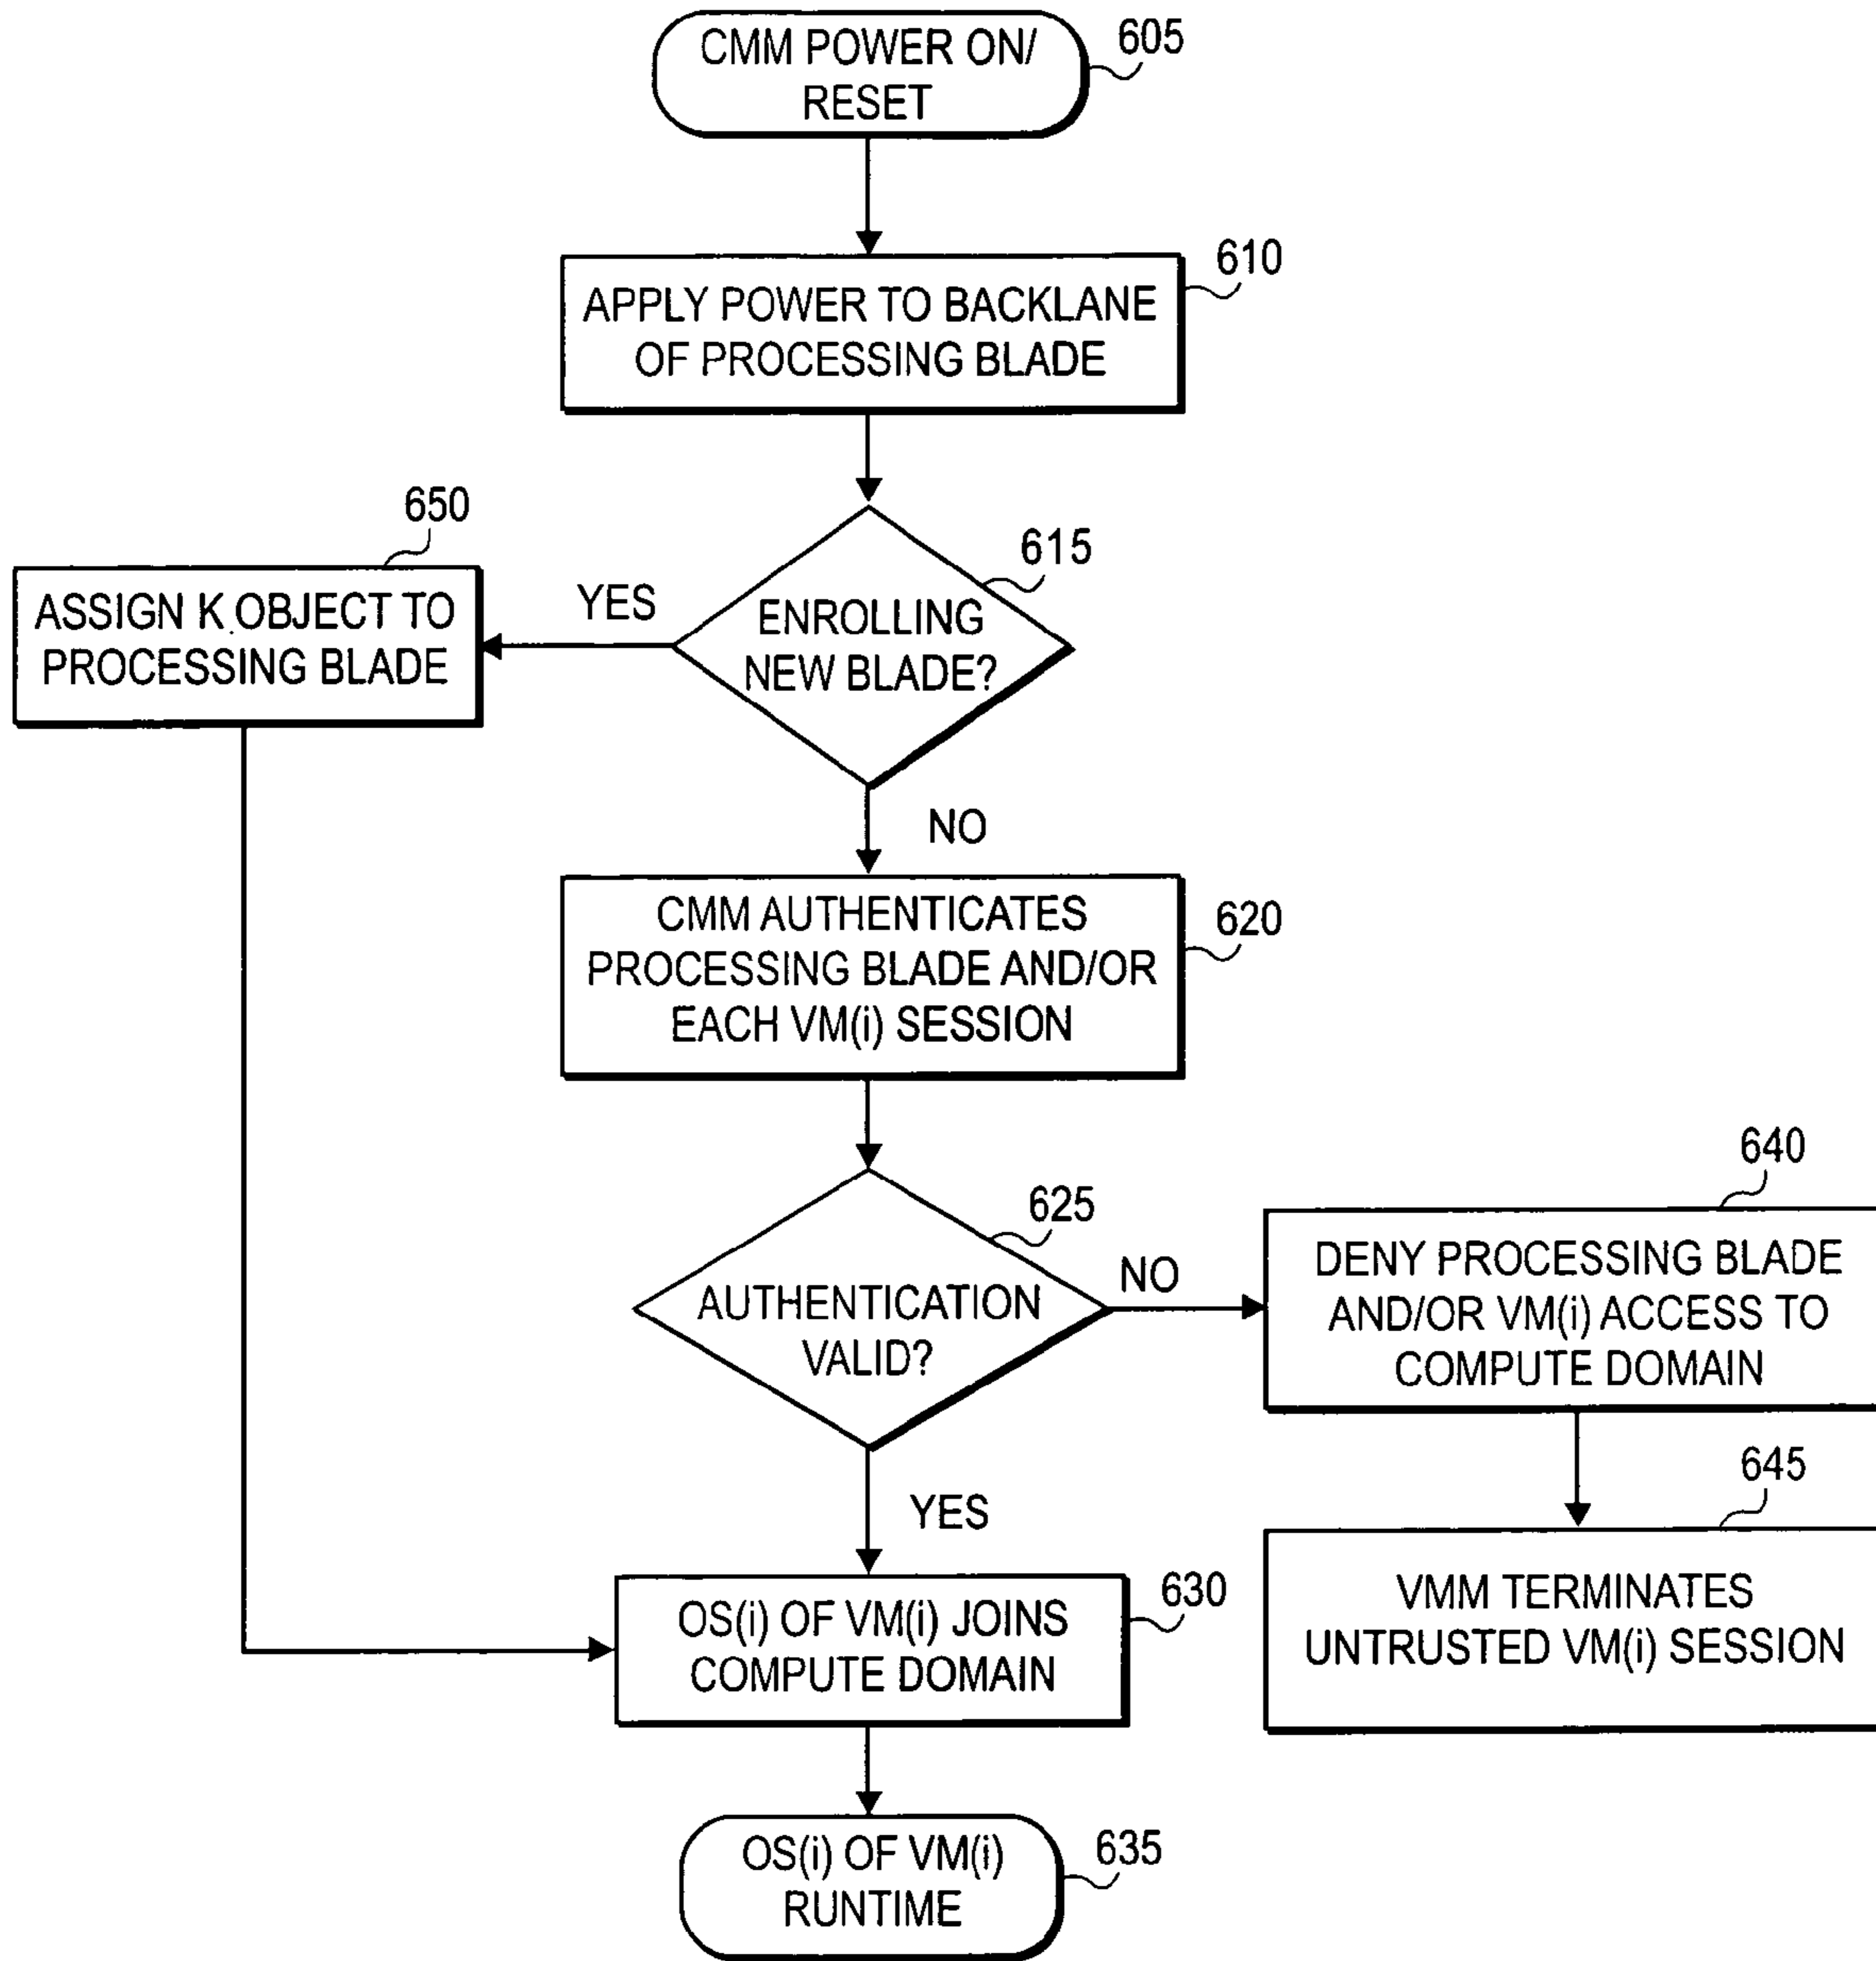 CMM POWER ON/
RESET
605
APPLY POWER TO BACKLANE
OF PROCESSING BLADE
610
650
ASSIGN K OBJECT TO
PROCESSING BLADE
YES
ENROLLING
NEW BLADE?
615
NO
CMM AUTHENTICATES
PROCESSING BLADE AND/OR
EACH VM(i) SESSION
620
AUTHENTICATION
VALID?
625
NO
640
DENY PROCESSING BLADE
AND/OR VM(i) ACCESS TO
COMPUTE DOMAIN
645
VMM TERMINATES
UNTRUSTED VM(i) SESSION
YES
OS(i) OF VM(i) JOINS
COMPUTE DOMAIN
630
OS(i) OF VM(i)
RUNTIME
635